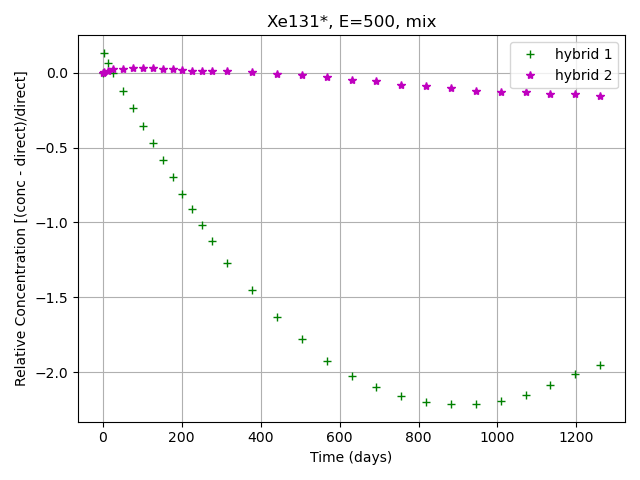 Xe131*, E=500, mix
hybrid 1
hybrid 2
Relative Concentration [(conc - direct)/direct]
0.0
−0.5
−1.0
−1.5
−2.0
0 200 400 600 800 1000 1200
Time (days)